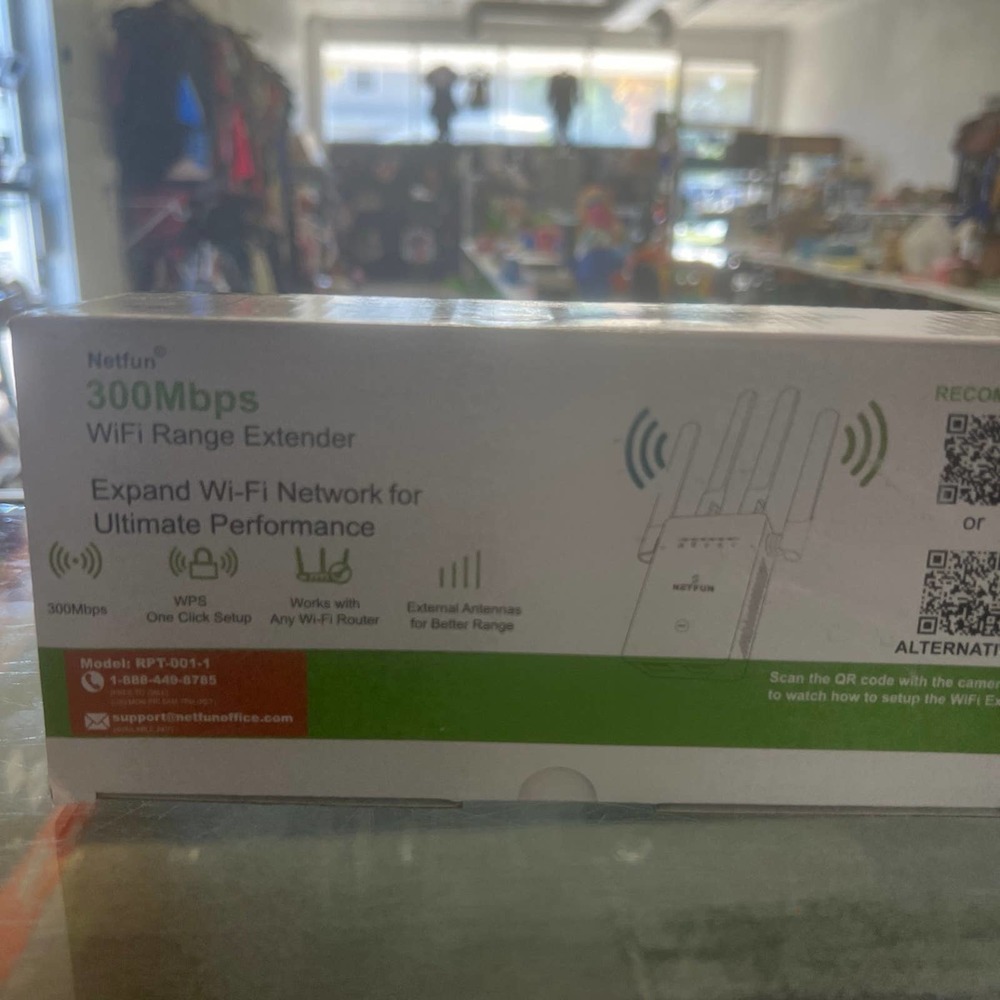 Netfun®
300Mbps
WiFi Range Extender
Expand Wi-Fi Network for
Ultimate Performance
300Mbps
WPS
One Click Setup
Works with
Any Wi-Fi Router
External Antennas
for Better Range
NETFUN
RECOM
or
ALTERNATI
Model: RPT-001-1
1-888-449-8785
support@netfunoffice.com
Scan the QR code with the camer
to watch how to setup the WiFi Ex